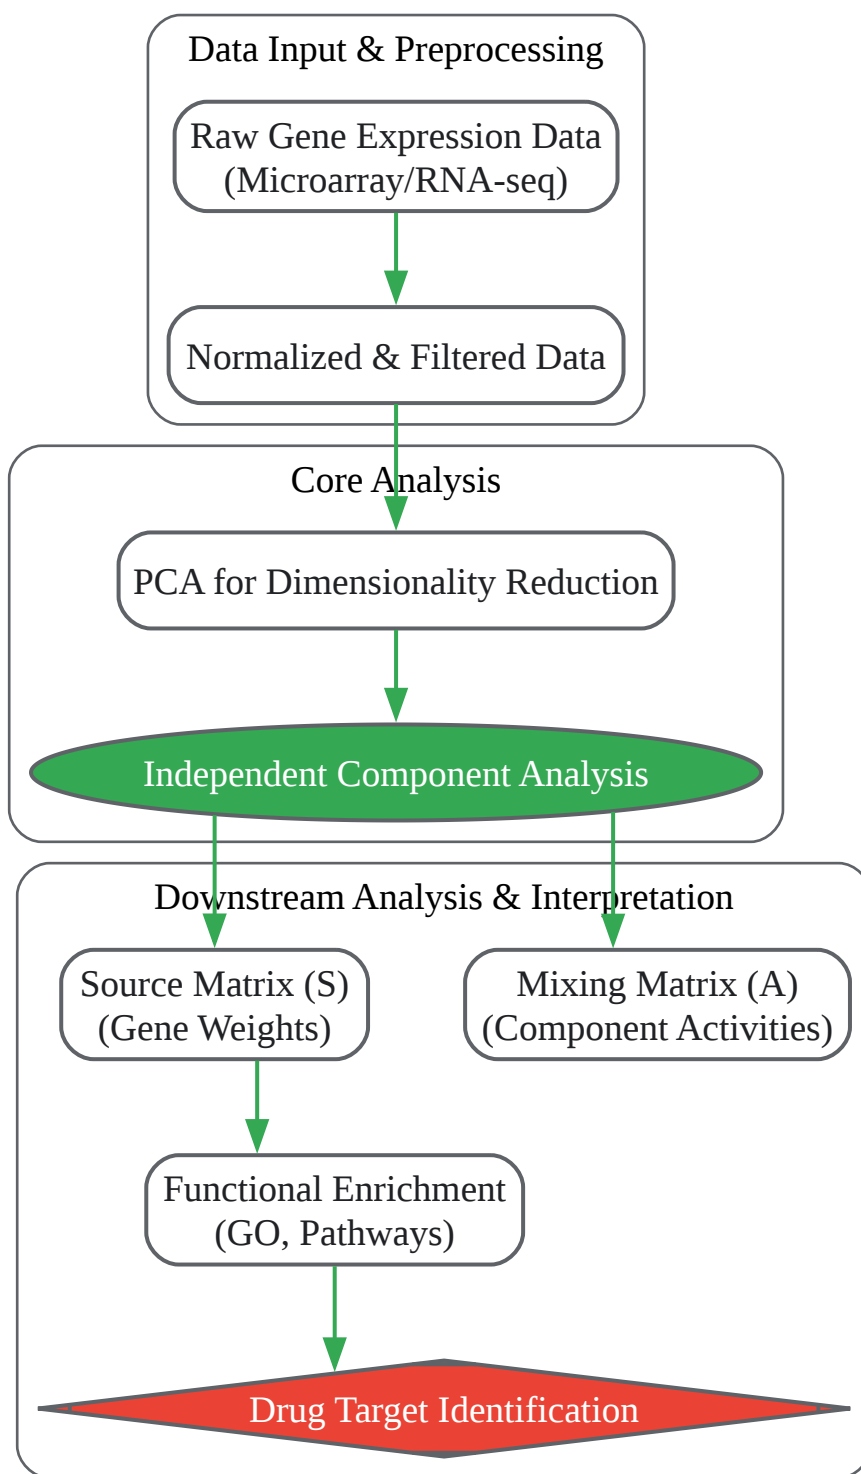 Data Input & Preprocessing
Raw Gene Expression Data
(Microarray/RNA-seq)
Normalized & Filtered Data
Core Analysis
PCA for Dimensionality Reduction
Independent Component Analysis
Downstream Analysis & Interpretation
Source Matrix (S)
(Gene Weights)
Mixing Matrix (A)
(Component Activities)
Functional Enrichment
(GO, Pathways)
Drug Target Identification